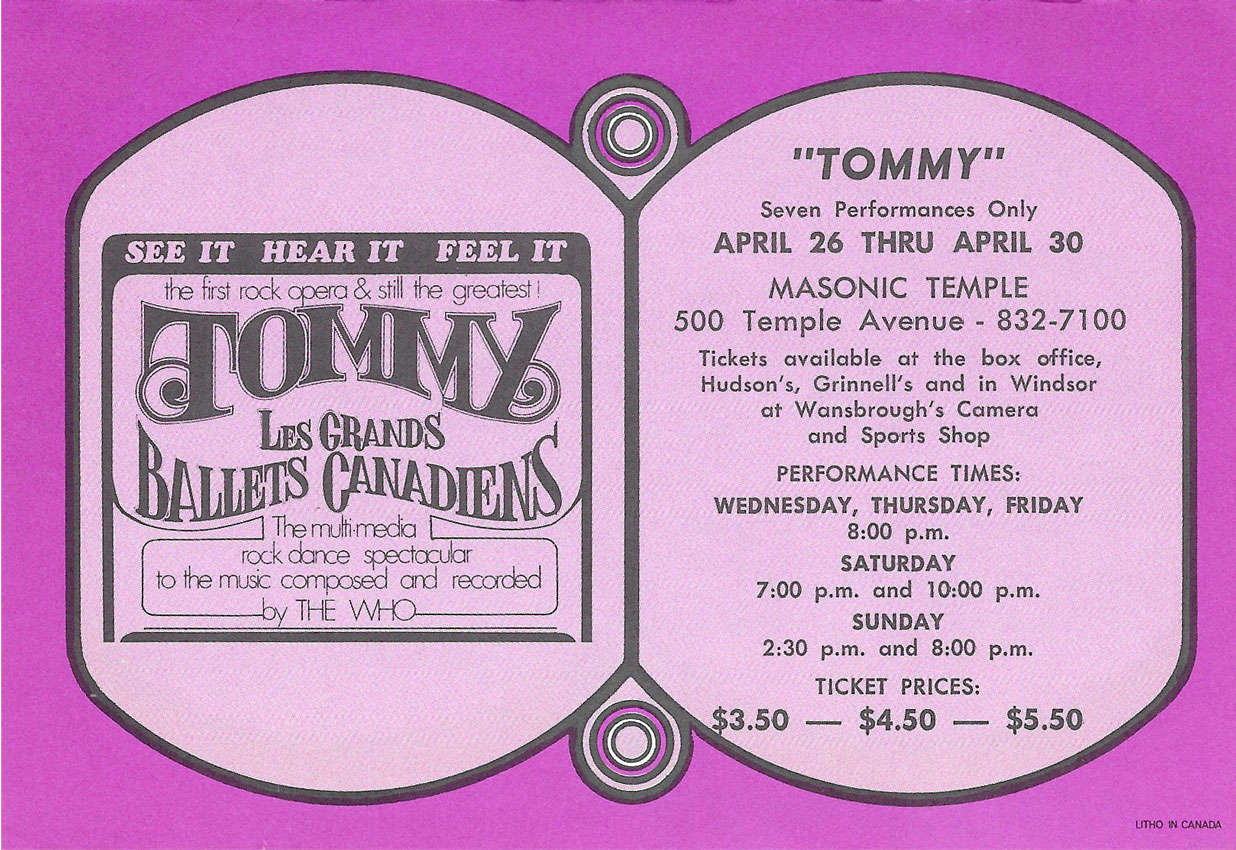 SEE IT HEAR IT FEEL IT
the first rock opera & still the greatest!
TOMMY
LES GRANDS
BALLETS CANADIENS
The multi-media
rock dance spectacular
to the music composed and recorded
by THE WHO
"TOMMY"
Seven Performances Only
APRIL 26 THRU APRIL 30
MASONIC TEMPLE
500 Temple Avenue - 832-7100
Tickets available at the box office,
Hudson's, Grinnell's and in Windsor
at Wansbrough's Camera
and Sports Shop
PERFORMANCE TIMES:
WEDNESDAY, THURSDAY, FRIDAY
8:00 p.m.
SATURDAY
7:00 p.m. and 10:00 p.m.
SUNDAY
2:30 p.m. and 8:00 p.m.
TICKET PRICES:
$3.50 — $4.50 — $5.50
LITHO IN CANADA